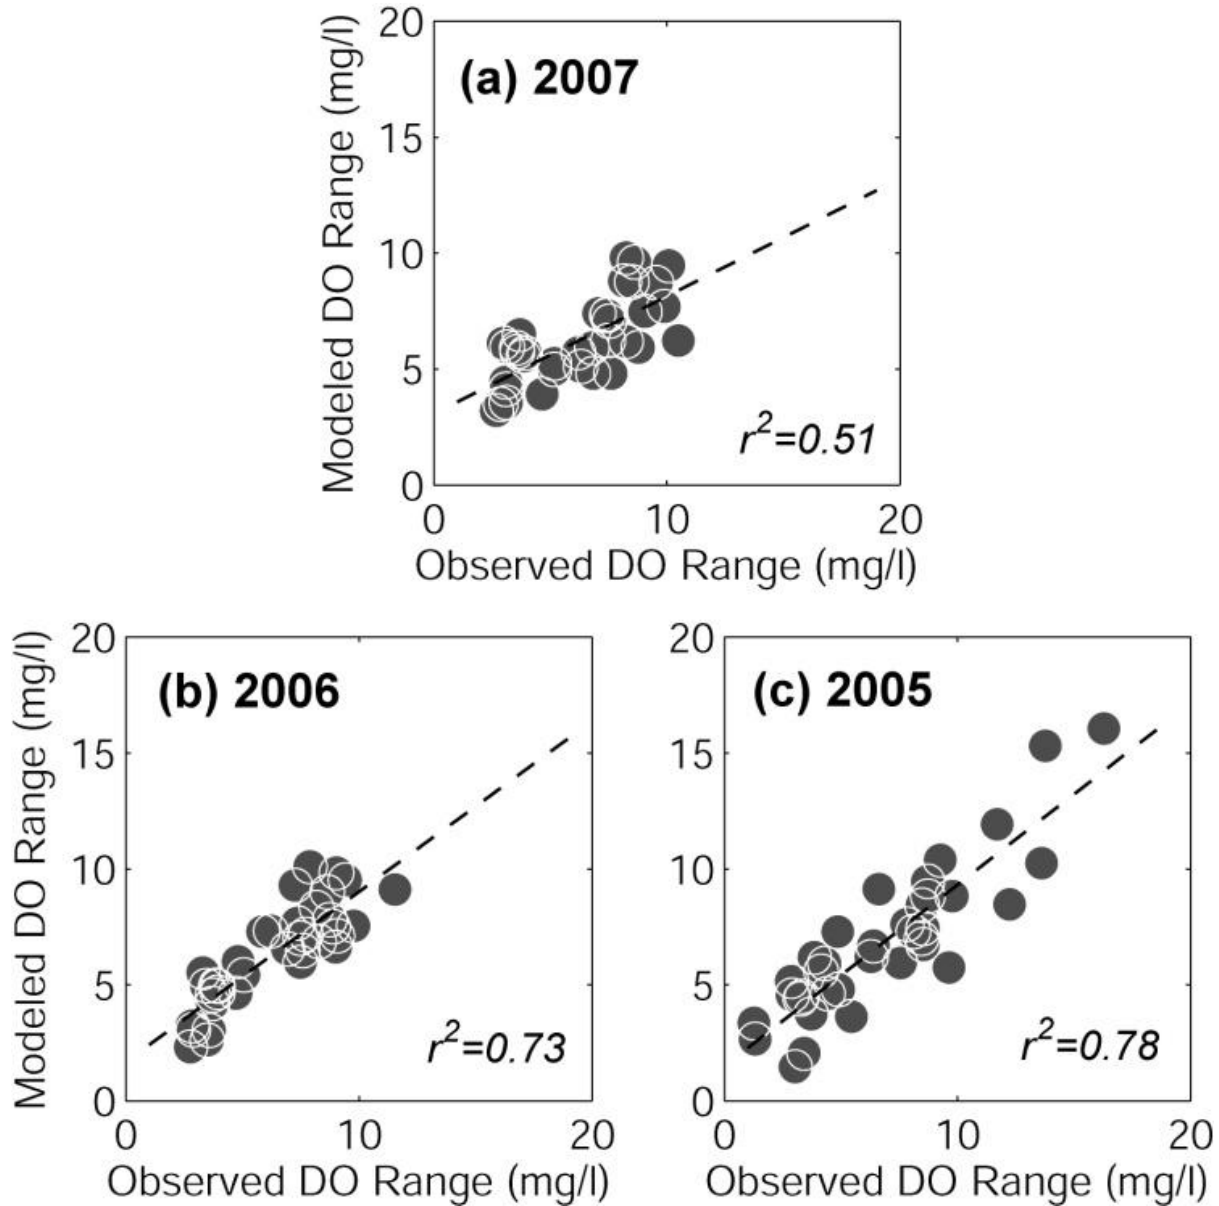 20
(a) 2007
15
10
5
r²=0.51
0
0 10 20
Modeled DO Range (mg/l)
Observed DO Range (mg/l)
20
(b) 2006
15
10
5
r²=0.73
0
0 10 20
Modeled DO Range (mg/l)
Observed DO Range (mg/l)
20
(c) 2005
15
10
5
r²=0.78
0
0 10 20
Observed DO Range (mg/l)